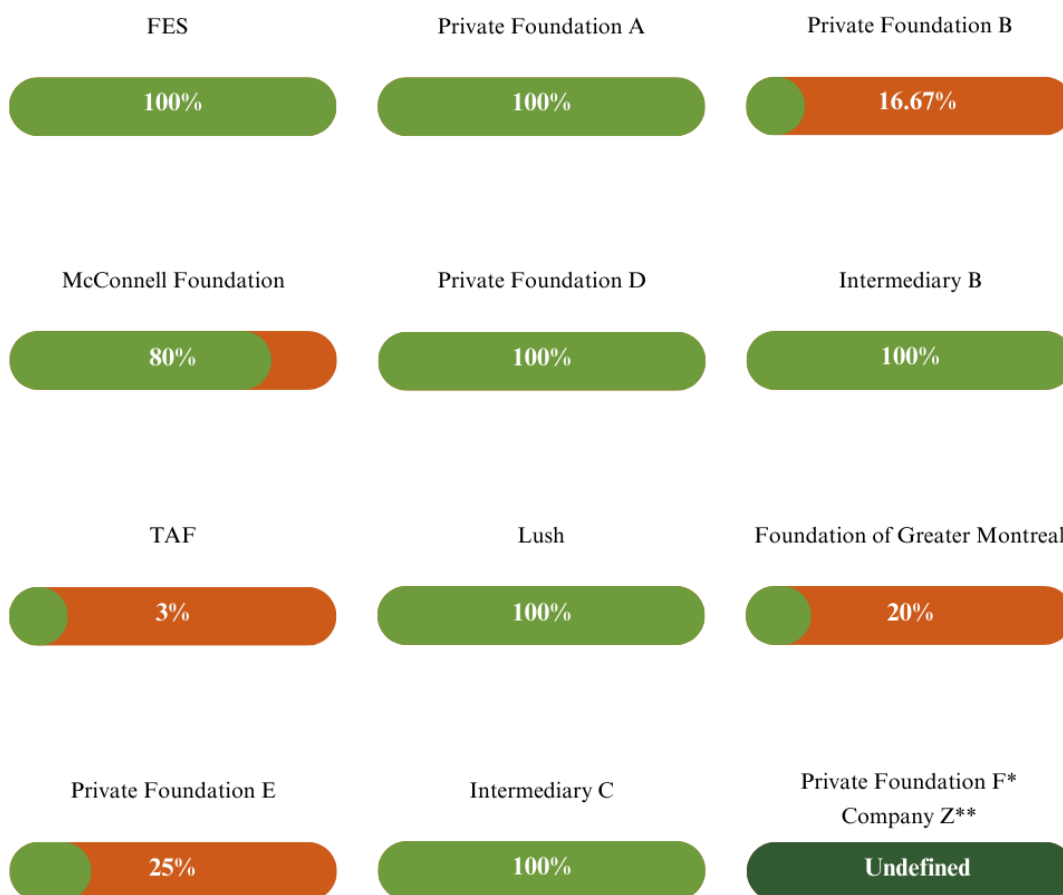 FES
Private Foundation A
Private Foundation B
100%
100%
16.67%
McConnell Foundation
Private Foundation D
Intermediary B
80%
100%
100%
TAF
Lush
Foundation of Greater Montreal
3%
100%
20%
Private Foundation E
Intermediary C
Private Foundation F*
Company Z**
25%
100%
Undefined